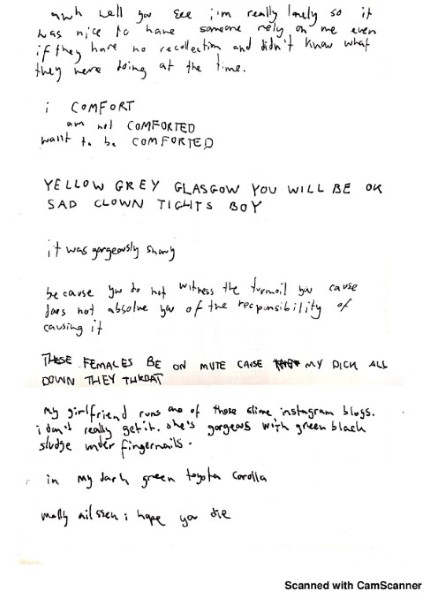 awh well you see i'm really lonely so it
was nice to have someone rely on me even
if they have no recollection and didn't know what
they were doing at the time.
i COMFORT
am not COMFORTED
want to be COMFORTED
YELLOW GREY GLASGOW YOU WILL BE OK
SAD CLOWN TIGHTS BOY
it was gorgeously shiny
because you do not witness the turmoil you cause
does not absolve you of the responsibility of
causing it
THESE FEMALES BE ON MUTE CAUSE MY DICK ALL
DOWN THEY THROAT
my girlfriend runs one of those slime instagram blogs.
i don't really get it. she's gorgeous with green black
sludge under fingernails.
in my dark green toyota corolla
molly nilsson i hope you die
Scanned with CamScanner